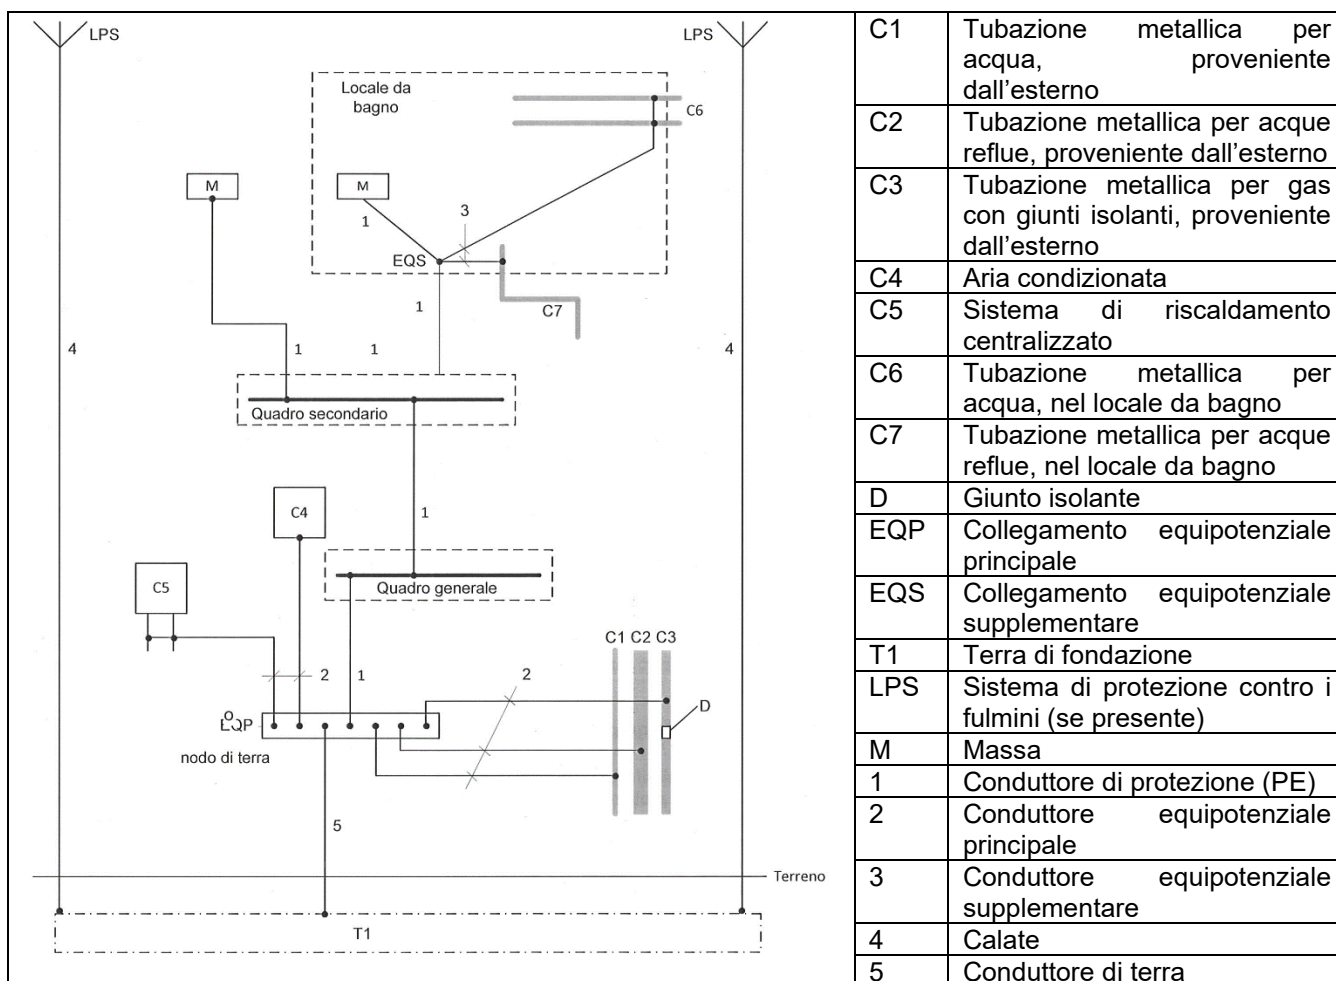 LPS
LPS
Locale da
bagno
C6
M
M
3
1
EQS
1
C7
4
1
1
4
Quadro secondario
C4
1
C5
Quadro generale
C1 C2 C3
2
1
2
D
o
EQP
nodo di terra
5
Terreno
T1
C1 Tubazione metallica per
acqua, proveniente
dall'esterno
C2 Tubazione metallica per acque
reflue, proveniente dall'esterno
C3 Tubazione metallica per gas
con giunti isolanti, proveniente
dall'esterno
C4 Aria condizionata
C5 Sistema di riscaldamento
centralizzato
C6 Tubazione metallica per
acqua, nel locale da bagno
C7 Tubazione metallica per acque
reflue, nel locale da bagno
D Giunto isolante
EQP Collegamento equipotenziale
principale
EQS Collegamento equipotenziale
supplementare
T1 Terra di fondazione
LPS Sistema di protezione contro i
fulmini (se presente)
M Massa
1 Conduttore di protezione (PE)
2 Conduttore equipotenziale
principale
3 Conduttore equipotenziale
supplementare
4 Calate
5 Conduttore di terra